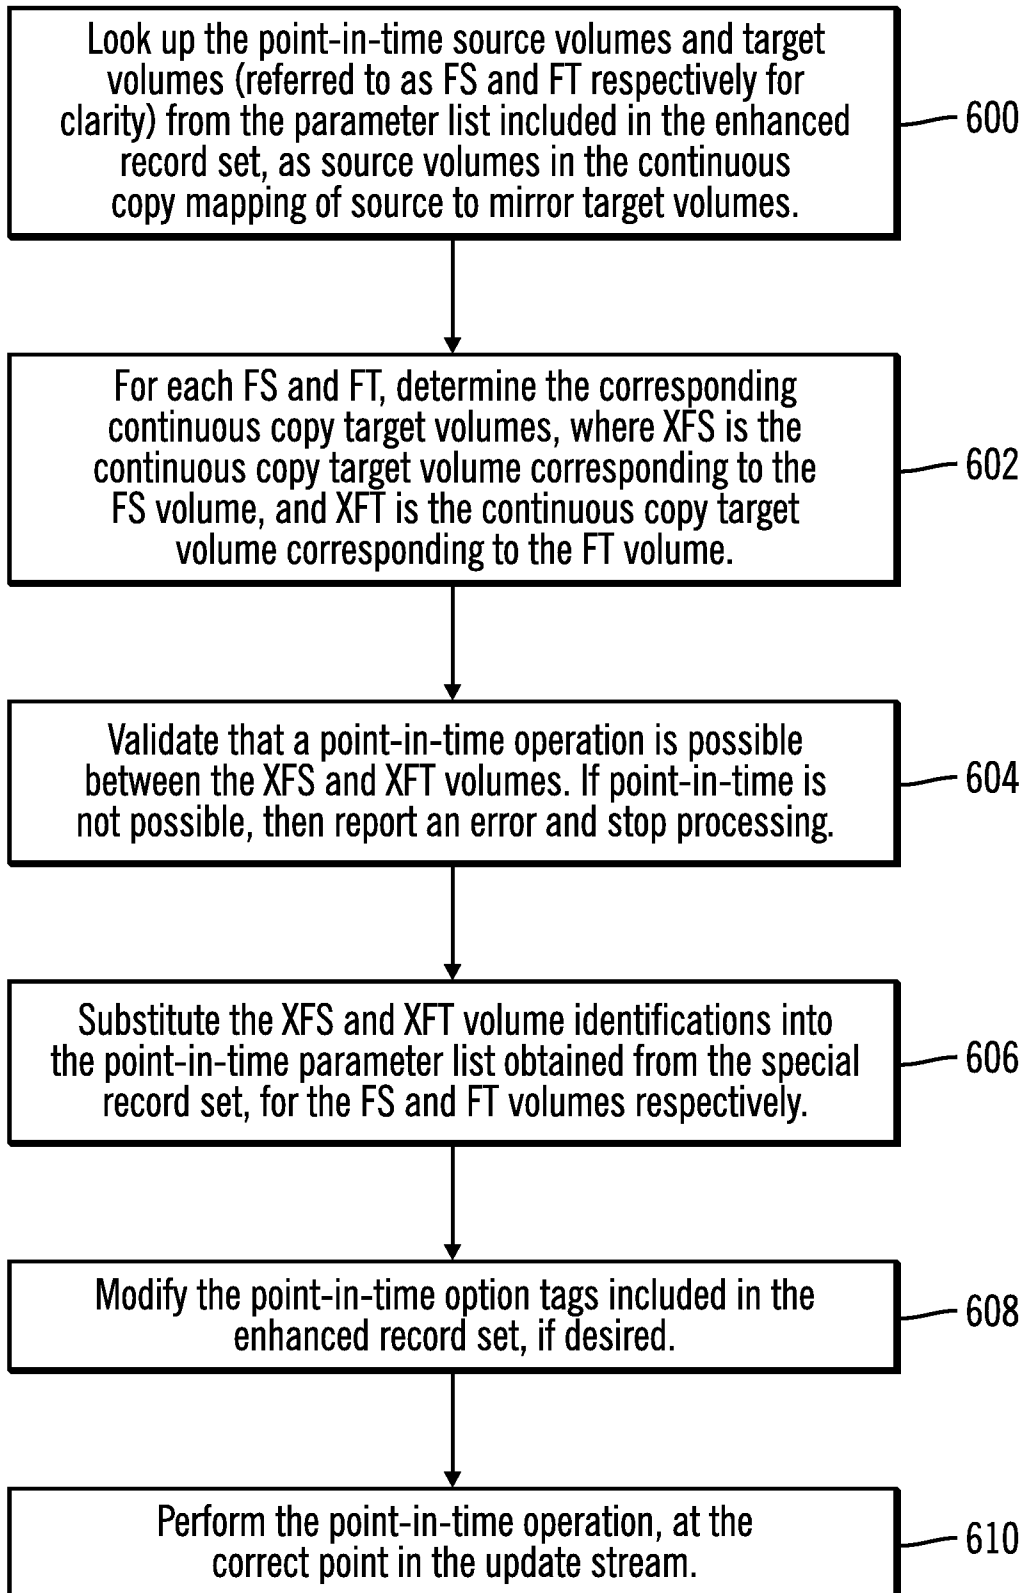 Look up the point-in-time source volumes and target
volumes (referred to as FS and FT respectively for
clarity) from the parameter list included in the enhanced
record set, as source volumes in the continuous
copy mapping of source to mirror target volumes.
600
For each FS and FT, determine the corresponding
continuous copy target volumes, where XFS is the
continuous copy target volume corresponding to the
FS volume, and XFT is the continuous copy target
volume corresponding to the FT volume.
602
Validate that a point-in-time operation is possible
between the XFS and XFT volumes. If point-in-time is
not possible, then report an error and stop processing.
604
Substitute the XFS and XFT volume identifications into
the point-in-time parameter list obtained from the special
record set, for the FS and FT volumes respectively.
606
Modify the point-in-time option tags included in the
enhanced record set, if desired.
608
Perform the point-in-time operation, at the
correct point in the update stream.
610